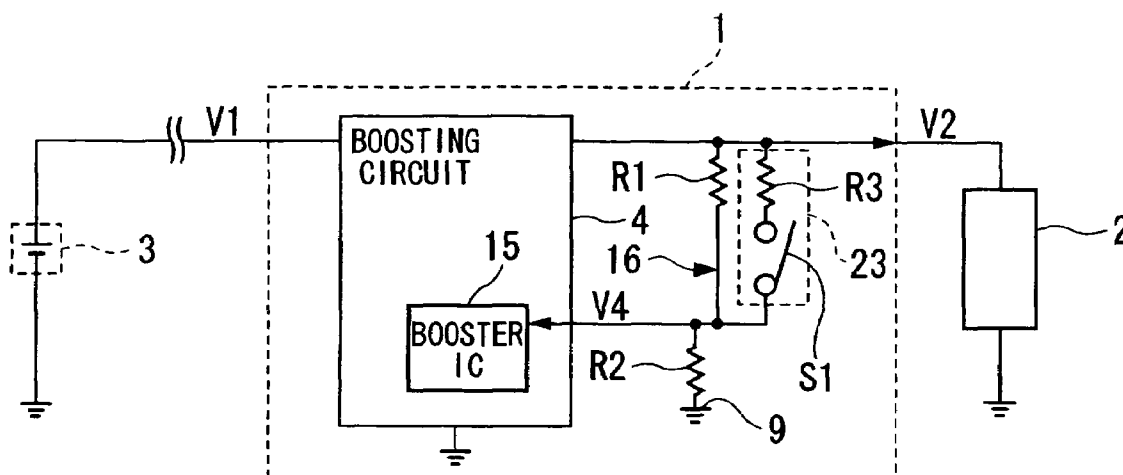 1
V1
V2
BOOSTING
CIRCUIT
R1
R3
4
3
2
15
16
23
V4
BOOSTER
IC
R2
S1
9